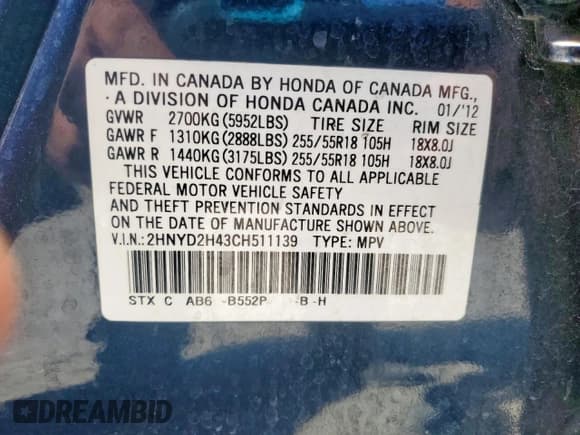 MFD. IN CANADA BY HONDA OF CANADA MFG.,
A DIVISION OF HONDA CANADA INC. 01/'12
GVWR 2700KG(5952LBS) TIRE SIZE RIM SIZE
GAWR F 1310KG(2888LBS) 255/55R18 105H 18X8.0J
GAWR R 1440KG(3175LBS) 255/55R18 105H 18X8.0J
THIS VEHICLE CONFORMS TO ALL APPLICABLE
FEDERAL MOTOR VEHICLE SAFETY
AND THEFT PREVENTION STANDARDS IN EFFECT
ON THE DATE OF MANUFACTURE SHOWN ABOVE.
V.I.N.:2HNYD2H43CH511139 TYPE: MPV
STX C AB6 -B552P -B -H
DREAMBID